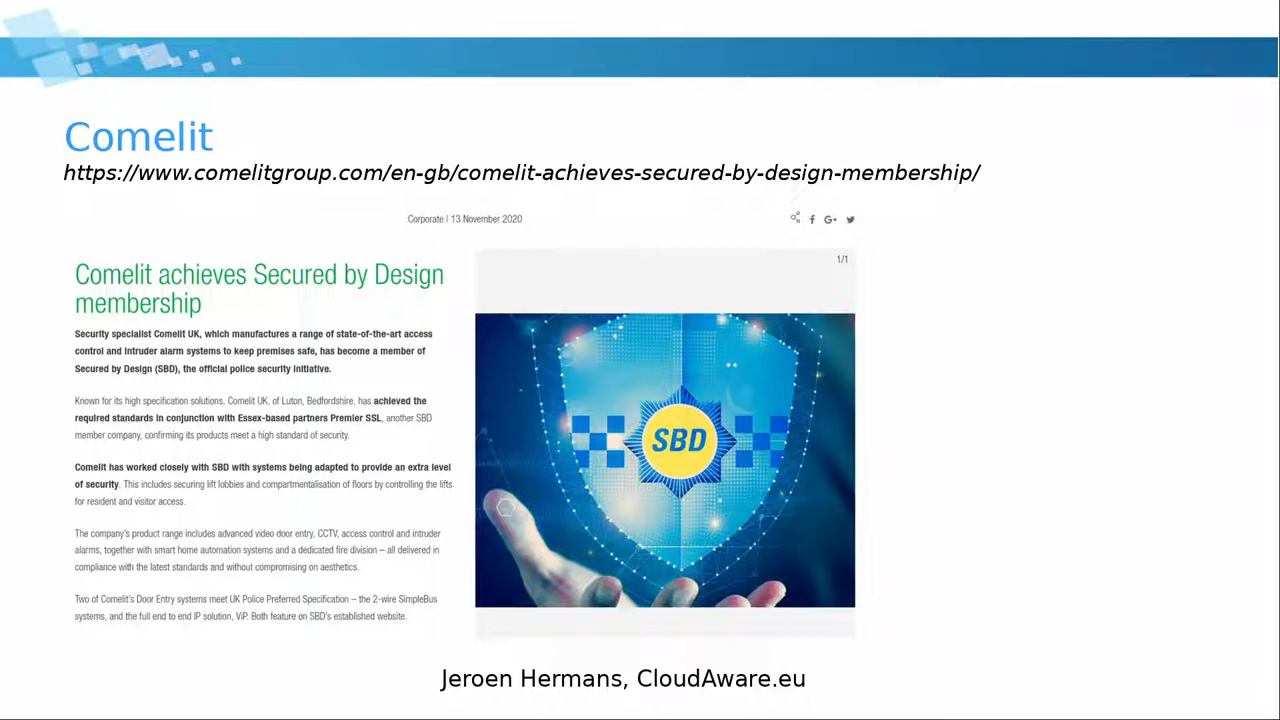 Comelit
https://www.comelitgroup.com/en-gb/comelit-achieves-secured-by-design-membership/
Corporate | 13 November 2020
1/1
Comelit achieves Secured by Design
membership
Security specialist Comelit UK, which manufactures a range of state-of-the-art access
control and intruder alarm systems to keep premises safe, has become a member of
Secured by Design (SBD), the official police security initiative.
Known for its high specification solutions, Comelit UK, of Luton, Bedfordshire, has achieved the
required standards in conjunction with Essex-based partners Premier SSL, another SBD
member company, confirming its products meet a high standard of security.
Comelit has worked closely with SBD with systems being adapted to provide an extra level
of security. This includes securing lift lobbies and compartmentalisation of floors by controlling the lifts
for resident and visitor access.
The company's product range includes advanced video door entry, CCTV, access control and intruder
alarms, together with smart home automation systems and a dedicated fire division – all delivered in
compliance with the latest standards and without compromising on aesthetics.
Two of Comelit's Door Entry systems meet UK Police Preferred Specification – the 2-wire SimpleBus
systems, and the full end to end IP solution, ViP. Both feature on SBD's established website.
SBD
Jeroen Hermans, CloudAware.eu